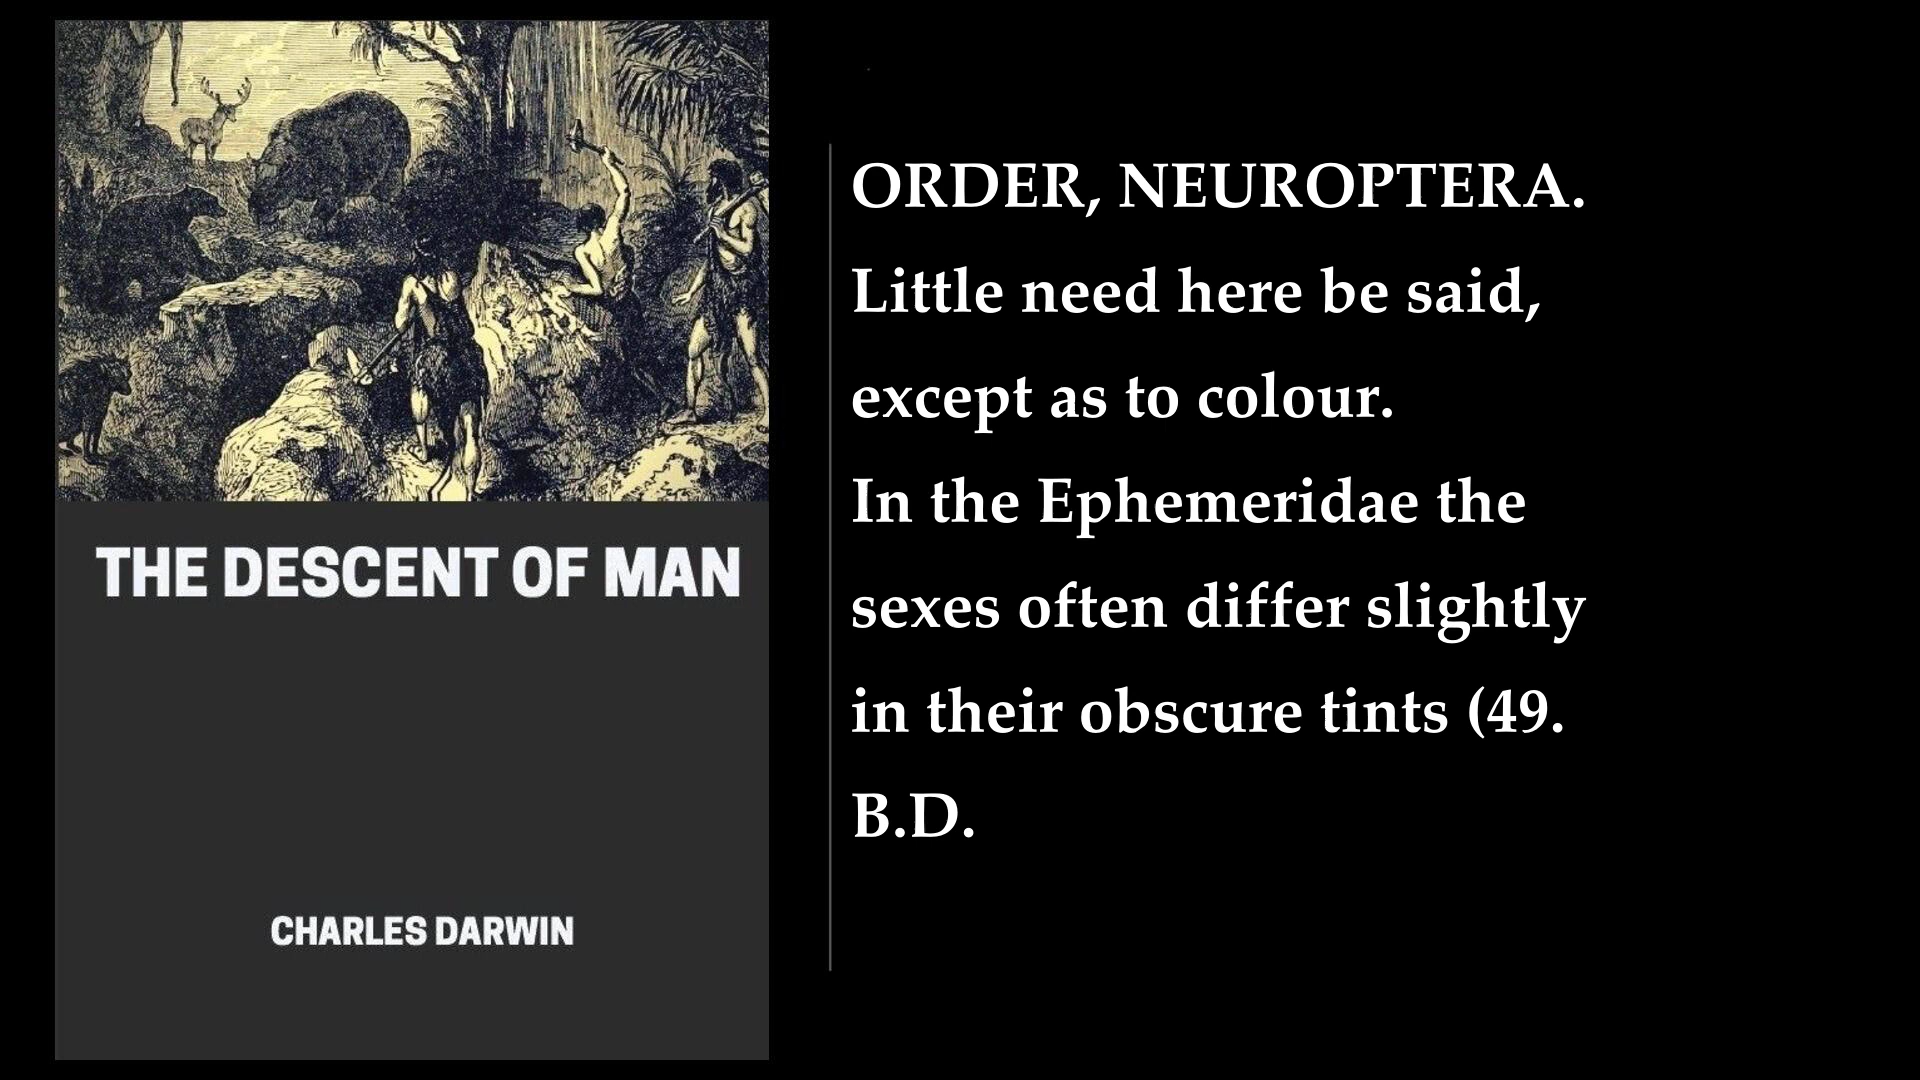 THE DESCENT OF MAN
CHARLES DARWIN
ORDER, NEUROPTERA.
Little need here be said,
except as to colour.
In the Ephemeridae the
sexes often differ slightly
in their obscure tints (49.
B.D.